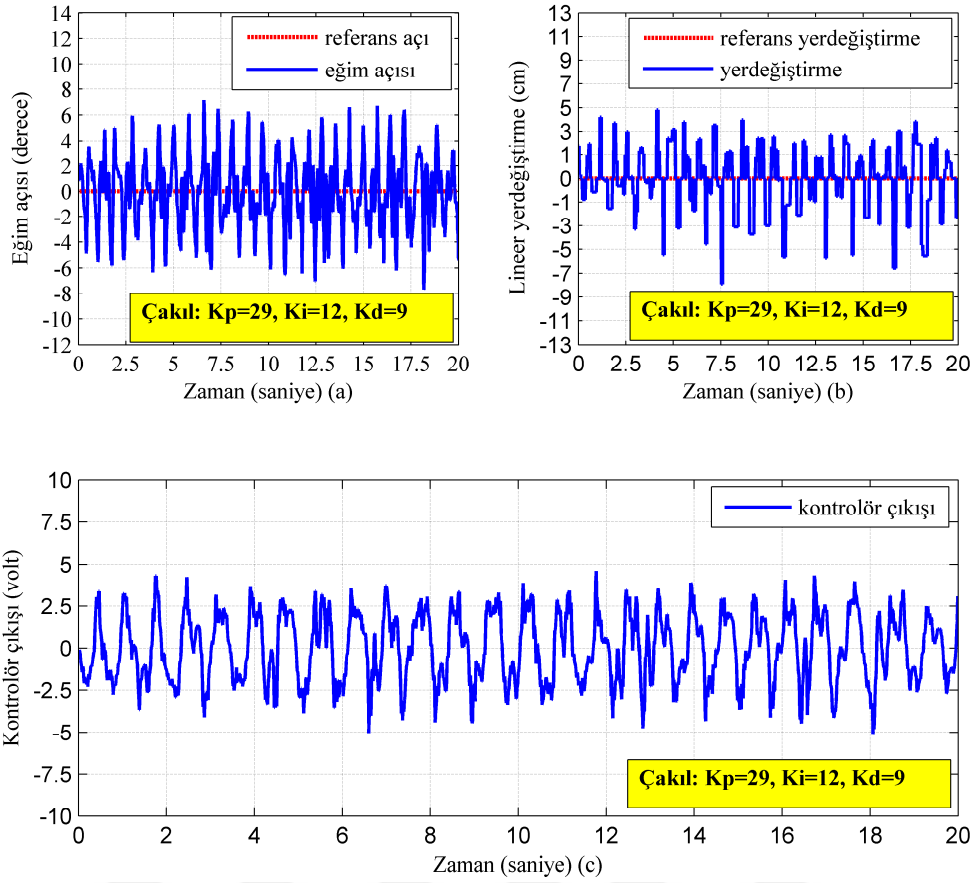 14
12
10
8
6
4
2
0
-2
-4
-6
-8
-10
-12
Eğim açısı (derece)
referans açı
eğim açısı
Çakıl: Kp=29, Ki=12, Kd=9
0 2.5 5 7.5 10 12.5 15 17.5 20
Zaman (saniye) (a)
13
11
9
7
5
3
1
0
-1
-3
-5
-7
-9
-11
-13
Lineer yerdeğiştirme (cm)
referans yerdeğiştirme
yerdeğiştirme
Çakıl: Kp=29, Ki=12, Kd=9
0 2.5 5 7.5 10 12.5 15 17.5 20
Zaman (saniye) (b)
10
7.5
5
2.5
0
-2.5
-5
-7.5
-10
Kontrolör çıkışı (volt)
kontrolör çıkışı
Çakıl: Kp=29, Ki=12, Kd=9
0 2 4 6 8 10 12 14 16 18 20
Zaman (saniye) (c)